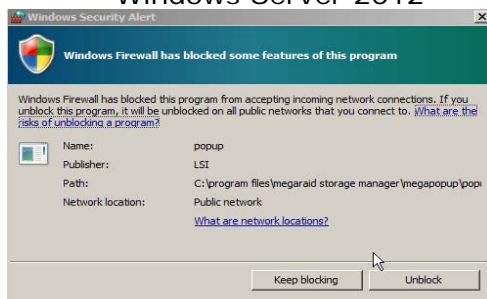 Windows Server 2012
Windows Security Alert
Windows Firewall has blocked some features of this program
Windows Firewall has blocked this program from accepting incoming network connections. If you
unblock this program, it will be unblocked on all public networks that you connect to. What are the
risks of unblocking a program?
Name: popup
Publisher: LSI
Path: C:\program files\megaraid storage manager\megapopup\pop
Network location: Public network
What are network locations?
Keep blocking Unblock